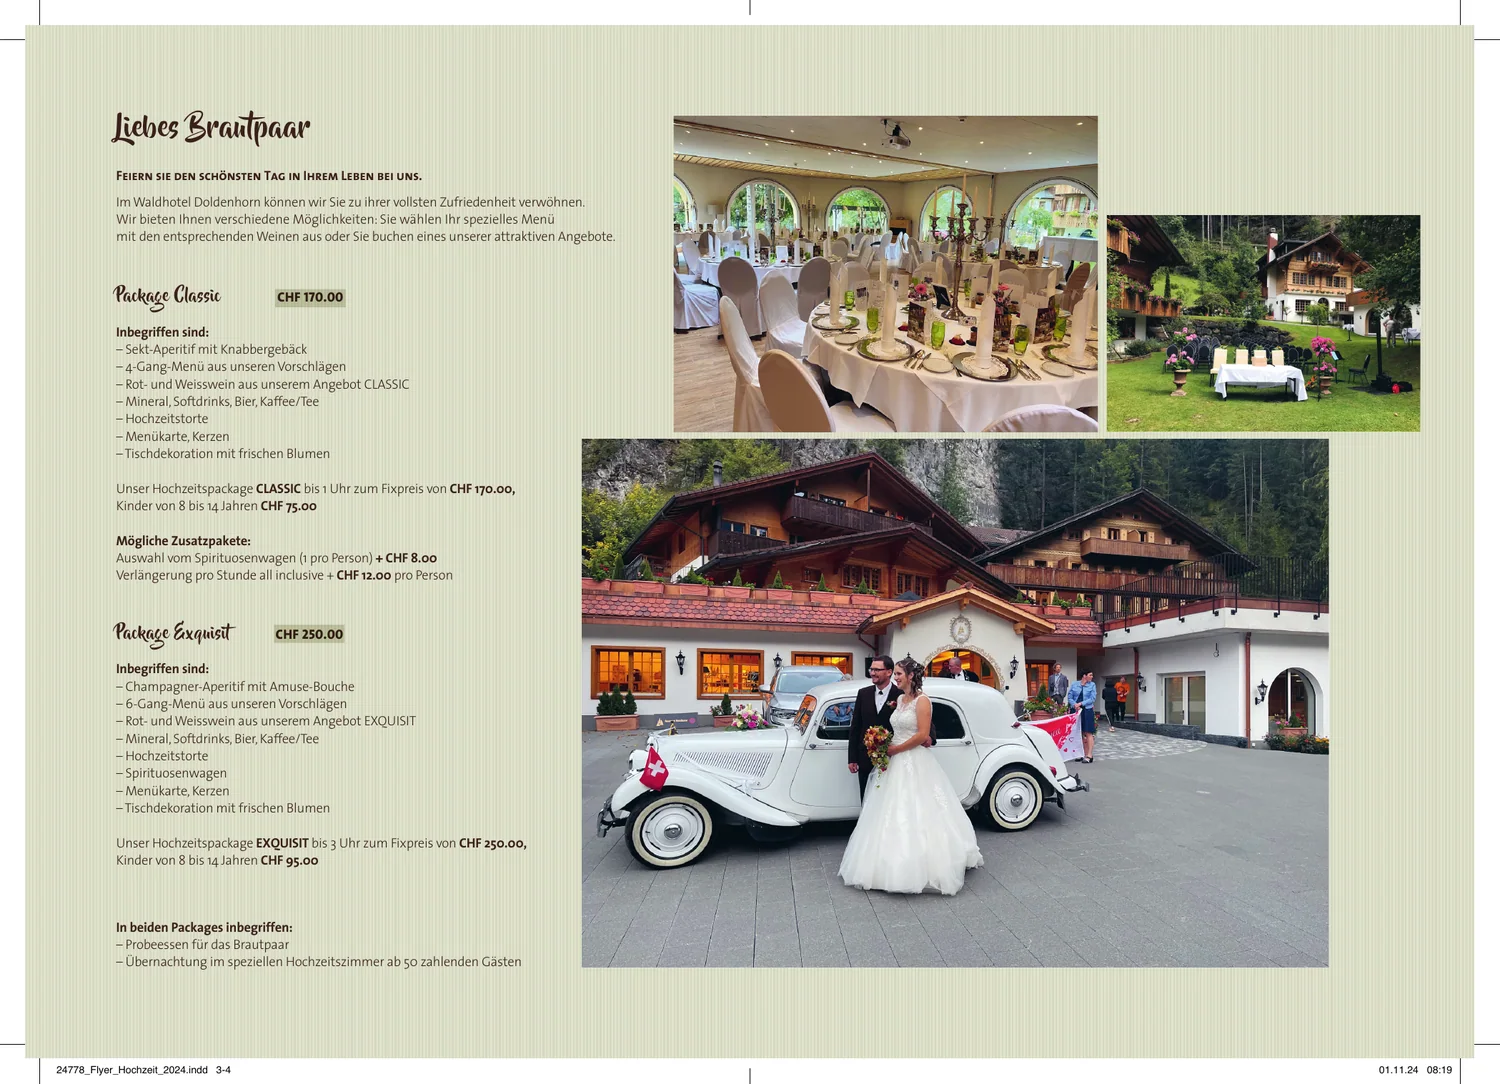 Liebes Brautpaar
Feiern sie den schönsten Tag in Ihrem Leben bei uns.
Im Waldhotel Doldenhorn können wir Sie zu ihrer vollsten Zufriedenheit verwöhnen.
Wir bieten Ihnen verschiedene Möglichkeiten: Sie wählen Ihr spezielles Menü
mit den entsprechenden Weinen aus oder Sie buchen eines unserer attraktiven Angebote.
Package Classic CHF 170.00
Inbegriffen sind:
– Sekt-Aperitif mit Knabbergebäck
– 4-Gang-Menü aus unseren Vorschlägen
– Rot- und Weisswein aus unserem Angebot CLASSIC
– Mineral, Softdrinks, Bier, Kaffee/Tee
– Hochzeitstorte
– Menükarte, Kerzen
– Tischdekoration mit frischen Blumen
Unser Hochzeitspackage CLASSIC bis 1 Uhr zum Fixpreis von CHF 170.00,
Kinder von 8 bis 14 Jahren CHF 75.00
Mögliche Zusatzpakete:
Auswahl vom Spirituosenwagen (1 pro Person) + CHF 8.00
Verlängerung pro Stunde all inclusive + CHF 12.00 pro Person
Package Exquisit CHF 250.00
Inbegriffen sind:
– Champagner-Aperitif mit Amuse-Bouche
– 6-Gang-Menü aus unseren Vorschlägen
– Rot- und Weisswein aus unserem Angebot EXQUISIT
– Mineral, Softdrinks, Bier, Kaffee/Tee
– Hochzeitstorte
– Spirituosenwagen
– Menükarte, Kerzen
– Tischdekoration mit frischen Blumen
Unser Hochzeitspackage EXQUISIT bis 3 Uhr zum Fixpreis von CHF 250.00,
Kinder von 8 bis 14 Jahren CHF 95.00
In beiden Packages inbegriffen:
– Probeessen für das Brautpaar
– Übernachtung im speziellen Hochzeitszimmer ab 50 zahlenden Gästen
24778_Flyer_Hochzeit_2024.indd 3-4
01.11.24 08:19